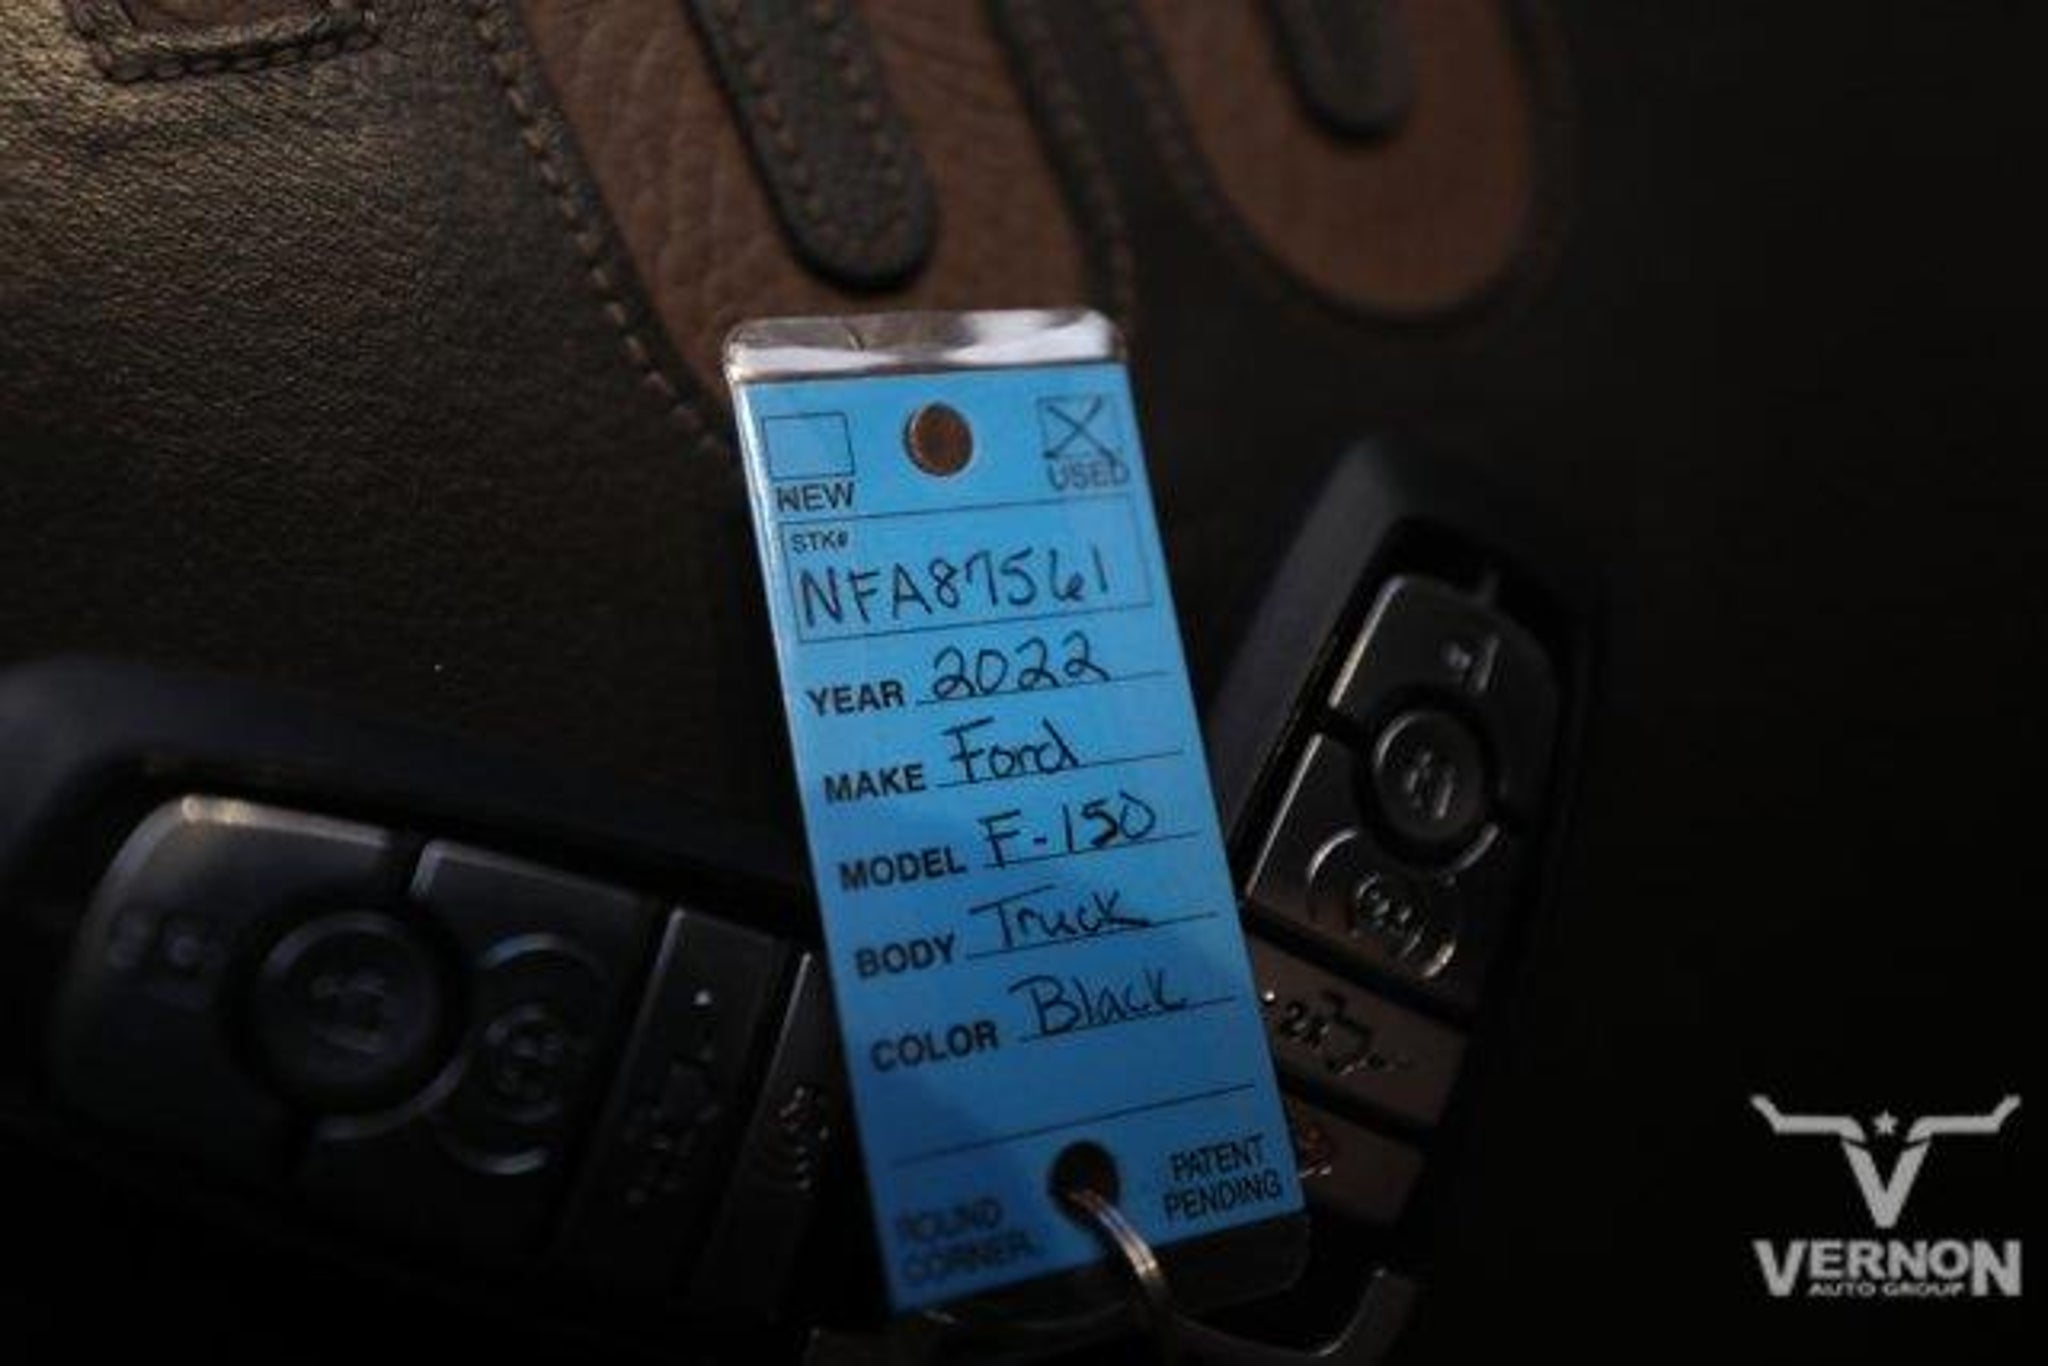 NEW
USED
STK#
NFA87561
YEAR 2022
MAKE Ford
MODEL F-150
BODY Truck
COLOR Black
ROUND
CORNER
PATENT
PENDING
2x
VERNON
AUTO GROUP